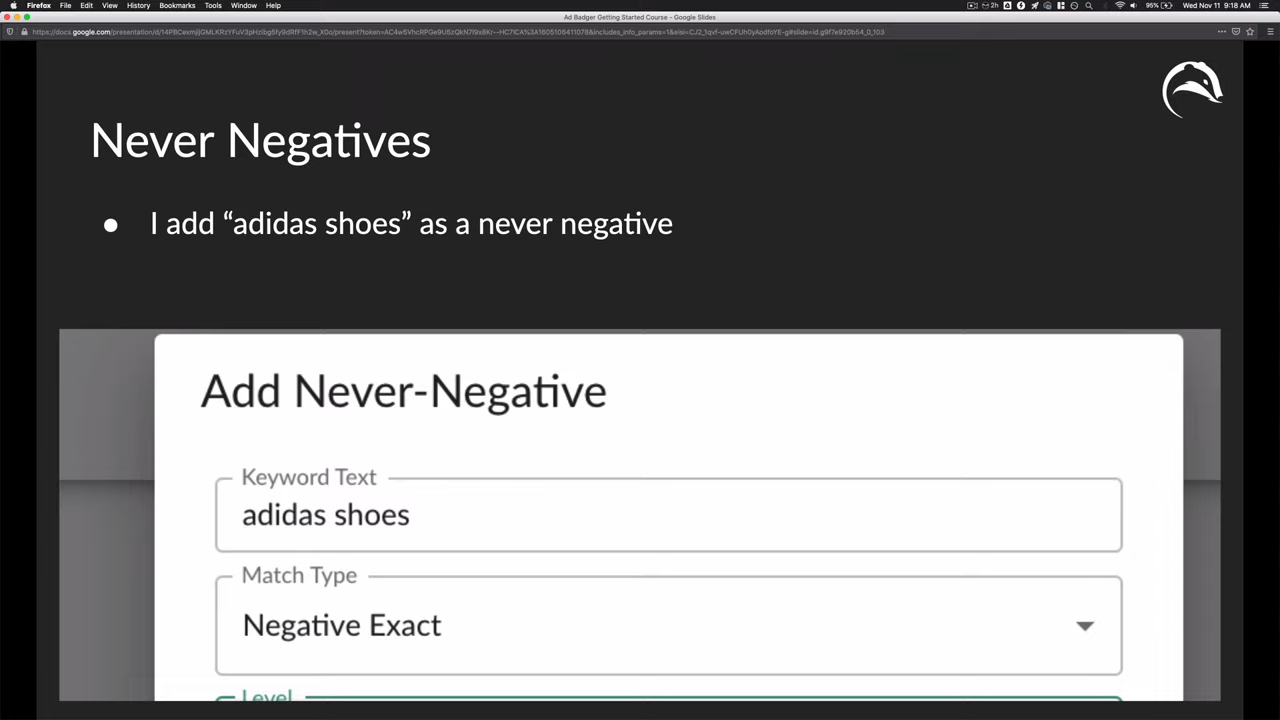 Firefox File Edit View History Bookmarks Tools Window Help 2h 95% Wed Nov 11 9:18 AM
Ad Badger Getting Started Course - Google Slides
Never Negatives
● I add “adidas shoes” as a never negative
Add Never-Negative
Keyword Text
adidas shoes
Match Type
Negative Exact
Level